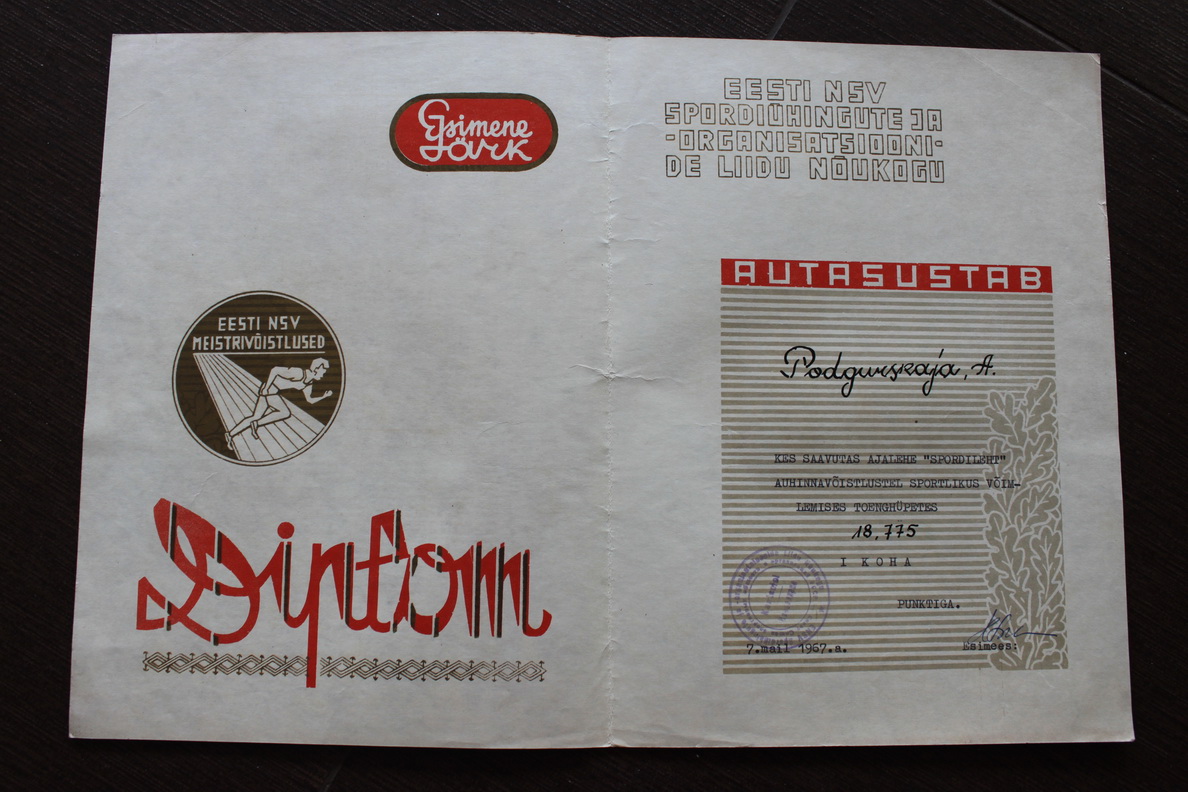 Esimene
järk
EESTI NSV
MEISTRIVÕISTLUSED
Diplom
EESTI NSV
SPORDIÜHINGUTE JA
-ORGANISATSIOONI-
DE LIIDU NÕUKOGU
AUTASUSTAB
Podgurskaja, A.
KES SAAVUTAS AJALEHE "SPORDILEHT"
AUHINNAVÕISTLUSTEL SPORTLIKUS VÕIM-
LEMISES TOENGHÜPETES
18,775
I KOHA
PUNKTIGA.
7.mail 1967.a.
Esimees: